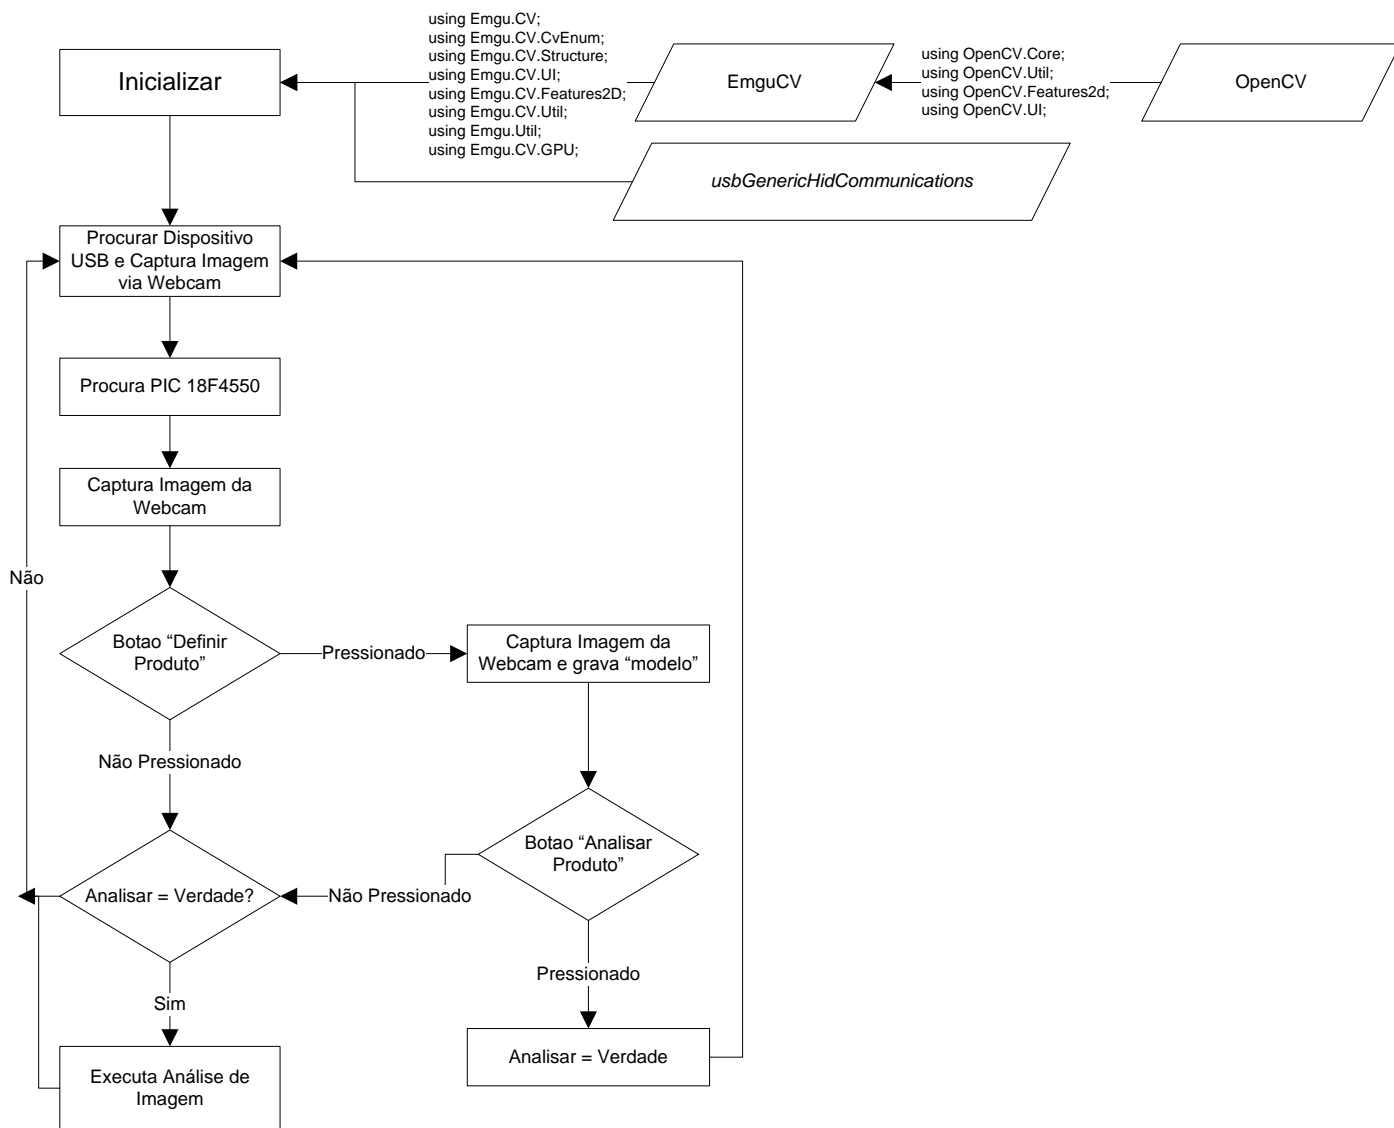 using Emgu.CV;
using Emgu.CV.CvEnum;
using Emgu.CV.Structure;
using Emgu.CV.UI;
using Emgu.CV.Features2D;
using Emgu.CV.Util;
using Emgu.Util;
using Emgu.CV.GPU;
Inicializar
EmguCV
using OpenCV.Core;
using OpenCV.Util;
using OpenCV.Features2d;
using OpenCV.UI;
OpenCV
usbGenericHidCommunications
Procurar Dispositivo
USB e Captura Imagem
via Webcam
Procura PIC 18F4550
Captura Imagem da
Webcam
Não
Botao “Definir
Produto”
Pressionado
Captura Imagem da
Webcam e grava “modelo”
Não Pressionado
Botao “Analisar
Produto”
Analisar = Verdade?
Não Pressionado
Pressionado
Sim
Analisar = Verdade
Executa Análise de
Imagem